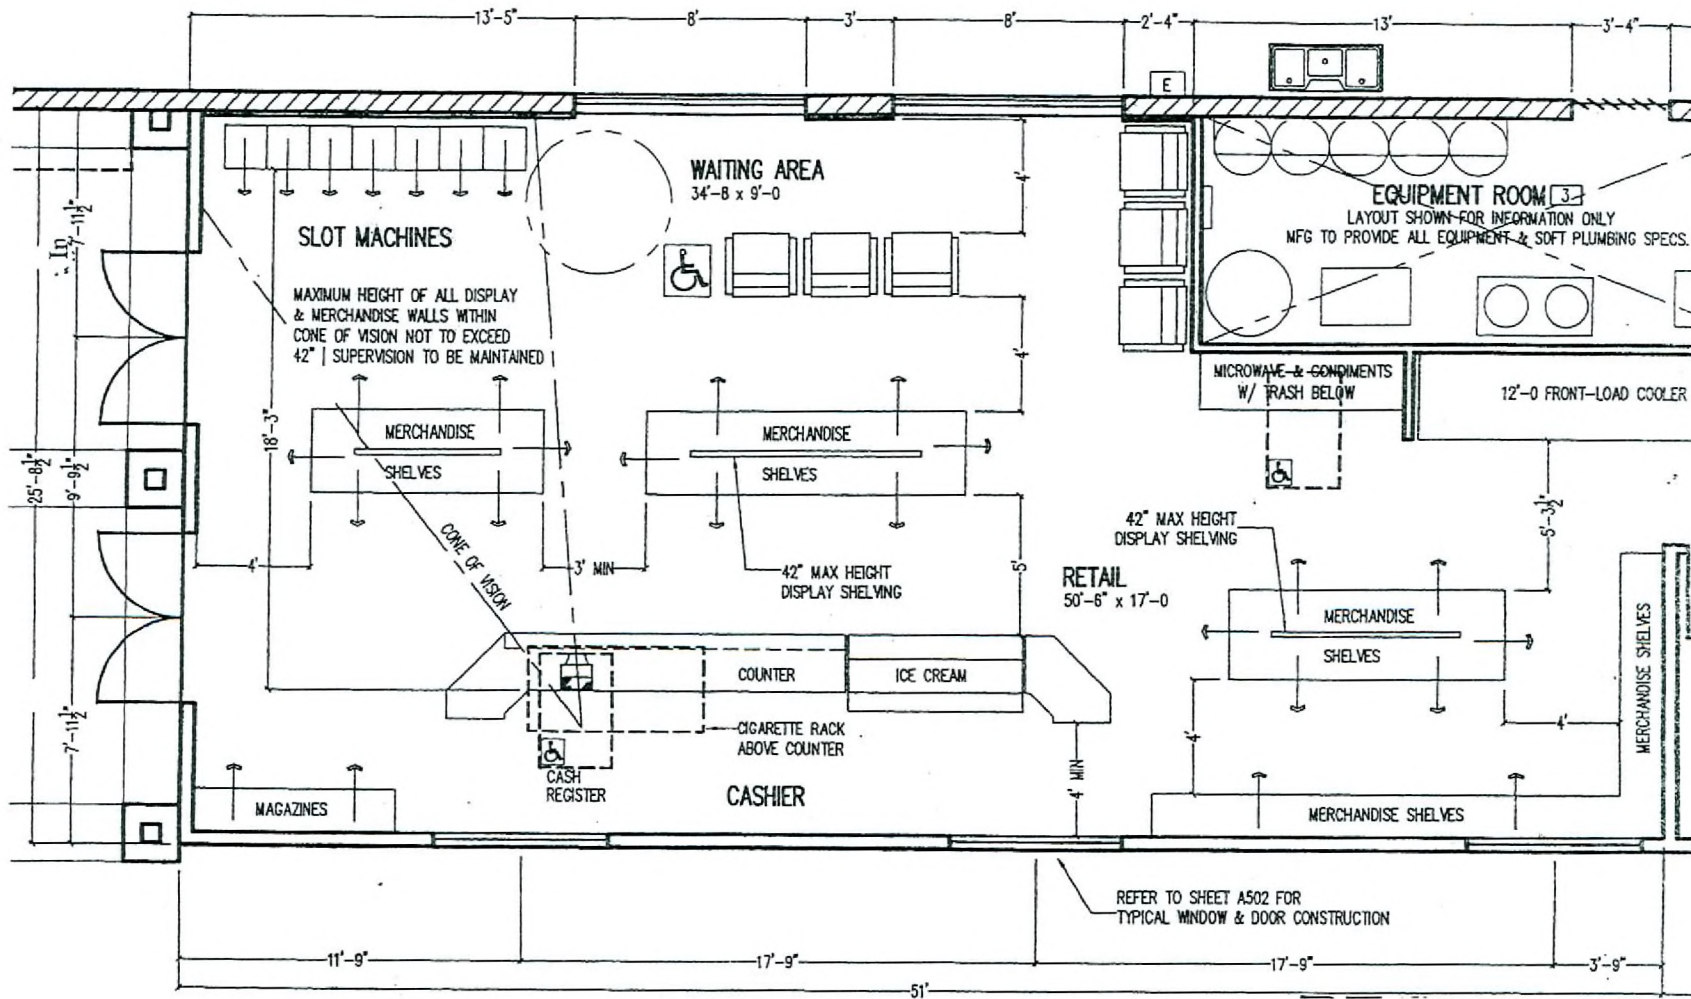 13'-5"
8'
3'
8'
2'-4"
13'
3'-4"
E
WAITING AREA
34'-8 x 9'-0
4'
EQUIPMENT ROOM 3
LAYOUT SHOWN FOR INFORMATION ONLY
MFG TO PROVIDE ALL EQUIPMENT & SOFT PLUMBING SPECS.
7'-11½"
In
SLOT MACHINES
MAXIMUM HEIGHT OF ALL DISPLAY
& MERCHANDISE WALLS WITHIN
CONE OF VISION NOT TO EXCEED
42" | SUPERVISION TO BE MAINTAINED
4'
MICROWAVE & CONDIMENTS
W/ TRASH BELOW
12'-0 FRONT-LOAD COOLER
18'-3"
MERCHANDISE
SHELVES
MERCHANDISE
SHELVES
25'-8½"
9'-9½"
5'-3½"
CONE OF VISION
42" MAX HEIGHT
DISPLAY SHELVING
4'
3' MIN
42" MAX HEIGHT
DISPLAY SHELVING
5'
RETAIL
50'-6" x 17'-0
MERCHANDISE
SHELVES
MERCHANDISE SHELVES
COUNTER
ICE CREAM
7'-11½"
CIGARETTE RACK
ABOVE COUNTER
4'
4'
CASH
REGISTER
CASHIER
4' MIN
MAGAZINES
MERCHANDISE SHELVES
REFER TO SHEET A502 FOR
TYPICAL WINDOW & DOOR CONSTRUCTION
11'-9"
17'-9"
17'-9"
3'-9"
51'